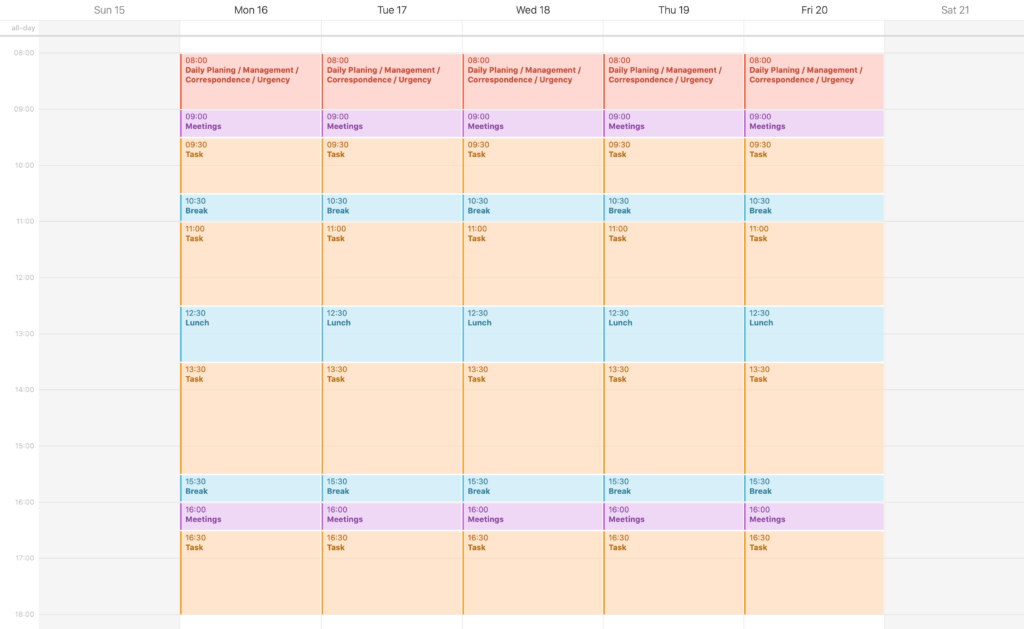 Sun 15 Mon 16 Tue 17 Wed 18 Thu 19 Fri 20 Sat 21
all-day
08:00
08:00 08:00 08:00 08:00 08:00
Daily Planing / Management / Daily Planing / Management / Daily Planing / Management / Daily Planing / Management / Daily Planing / Management /
Correspondence / Urgency Correspondence / Urgency Correspondence / Urgency Correspondence / Urgency Correspondence / Urgency
09:00
09:00 09:00 09:00 09:00 09:00
Meetings Meetings Meetings Meetings Meetings
09:30 09:30 09:30 09:30 09:30
Task Task Task Task Task
10:00
10:30 10:30 10:30 10:30 10:30
Break Break Break Break Break
11:00
11:00 11:00 11:00 11:00 11:00
Task Task Task Task Task
12:00
12:30 12:30 12:30 12:30 12:30
Lunch Lunch Lunch Lunch Lunch
13:00
13:30 13:30 13:30 13:30 13:30
Task Task Task Task Task
14:00
15:00
15:30 15:30 15:30 15:30 15:30
Break Break Break Break Break
16:00
16:00 16:00 16:00 16:00 16:00
Meetings Meetings Meetings Meetings Meetings
16:30 16:30 16:30 16:30 16:30
Task Task Task Task Task
17:00
18:00